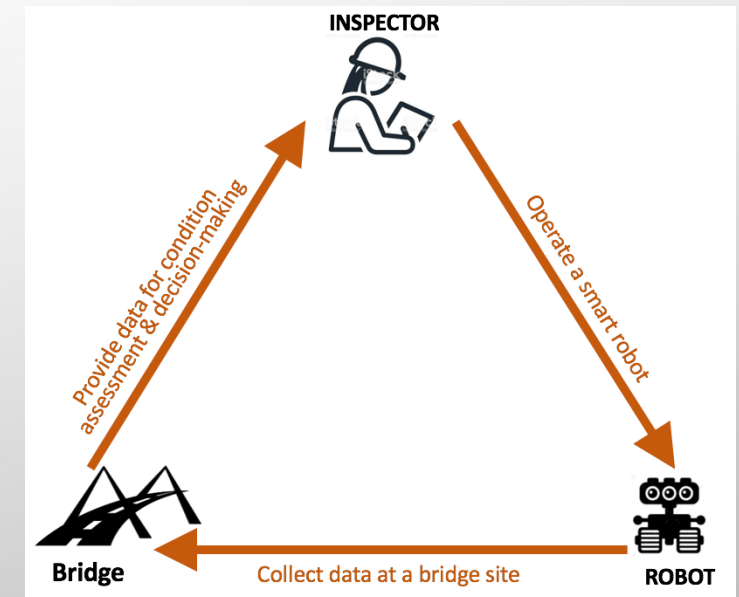 INSPECTOR
Provide data for condition
assessment & decision-making
Operate a smart robot
Bridge
Collect data at a bridge site
ROBOT